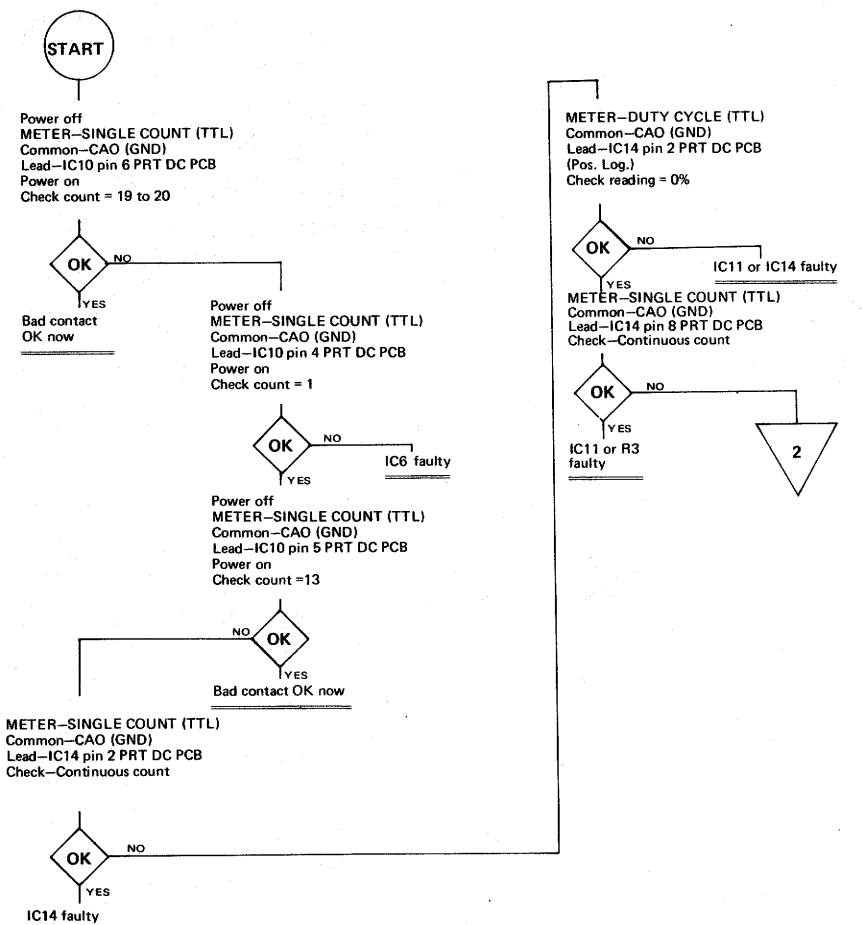 START
Power off
METER—SINGLE COUNT (TTL)
Common—CAO (GND)
Lead—IC10 pin 6 PRT DC PCB
Power on
Check count = 19 to 20
OK
NO
YES
Bad contact
OK now
Power off
METER—SINGLE COUNT (TTL)
Common—CAO (GND)
Lead—IC10 pin 4 PRT DC PCB
Power on
Check count = 1
OK
NO
IC6 faulty
YES
Power off
METER—SINGLE COUNT (TTL)
Common—CAO (GND)
Lead—IC10 pin 5 PRT DC PCB
Power on
Check count =13
NO
OK
YES
Bad contact OK now
METER—SINGLE COUNT (TTL)
Common—CAO (GND)
Lead—IC14 pin 2 PRT DC PCB
Check—Continuous count
OK
NO
YES
IC14 faulty
METER—DUTY CYCLE (TTL)
Common—CAO (GND)
Lead—IC14 pin 2 PRT DC PCB
(Pos. Log.)
Check reading = 0%
OK
NO
IC11 or IC14 faulty
YES
METER—SINGLE COUNT (TTL)
Common—CAO (GND)
Lead—IC14 pin 8 PRT DC PCB
Check—Continuous count
OK
NO
2
YES
IC11 or R3
faulty